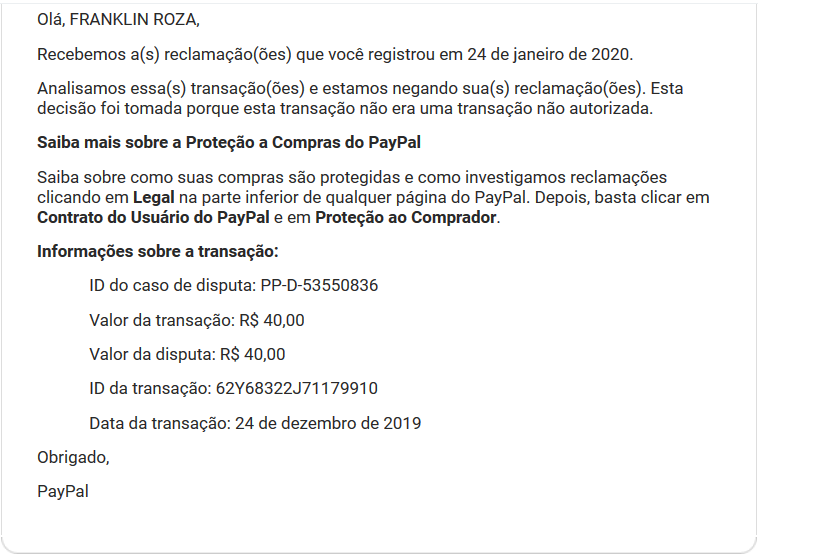 Olá, FRANKLIN ROZA,
Recebemos a(s) reclamação(ões) que você registrou em 24 de janeiro de 2020.
Analisamos essa(s) transação(ões) e estamos negando sua(s) reclamação(ões). Esta
decisão foi tomada porque esta transação não era uma transação não autorizada.
Saiba mais sobre a Proteção a Compras do PayPal
Saiba sobre como suas compras são protegidas e como investigamos reclamações
clicando em Legal na parte inferior de qualquer página do PayPal. Depois, basta clicar em
Contrato do Usuário do PayPal e em Proteção ao Comprador.
Informações sobre a transação:
ID do caso de disputa: PP-D-53550836
Valor da transação: R$ 40,00
Valor da disputa: R$ 40,00
ID da transação: 62Y68322J71179910
Data da transação: 24 de dezembro de 2019
Obrigado,
PayPal